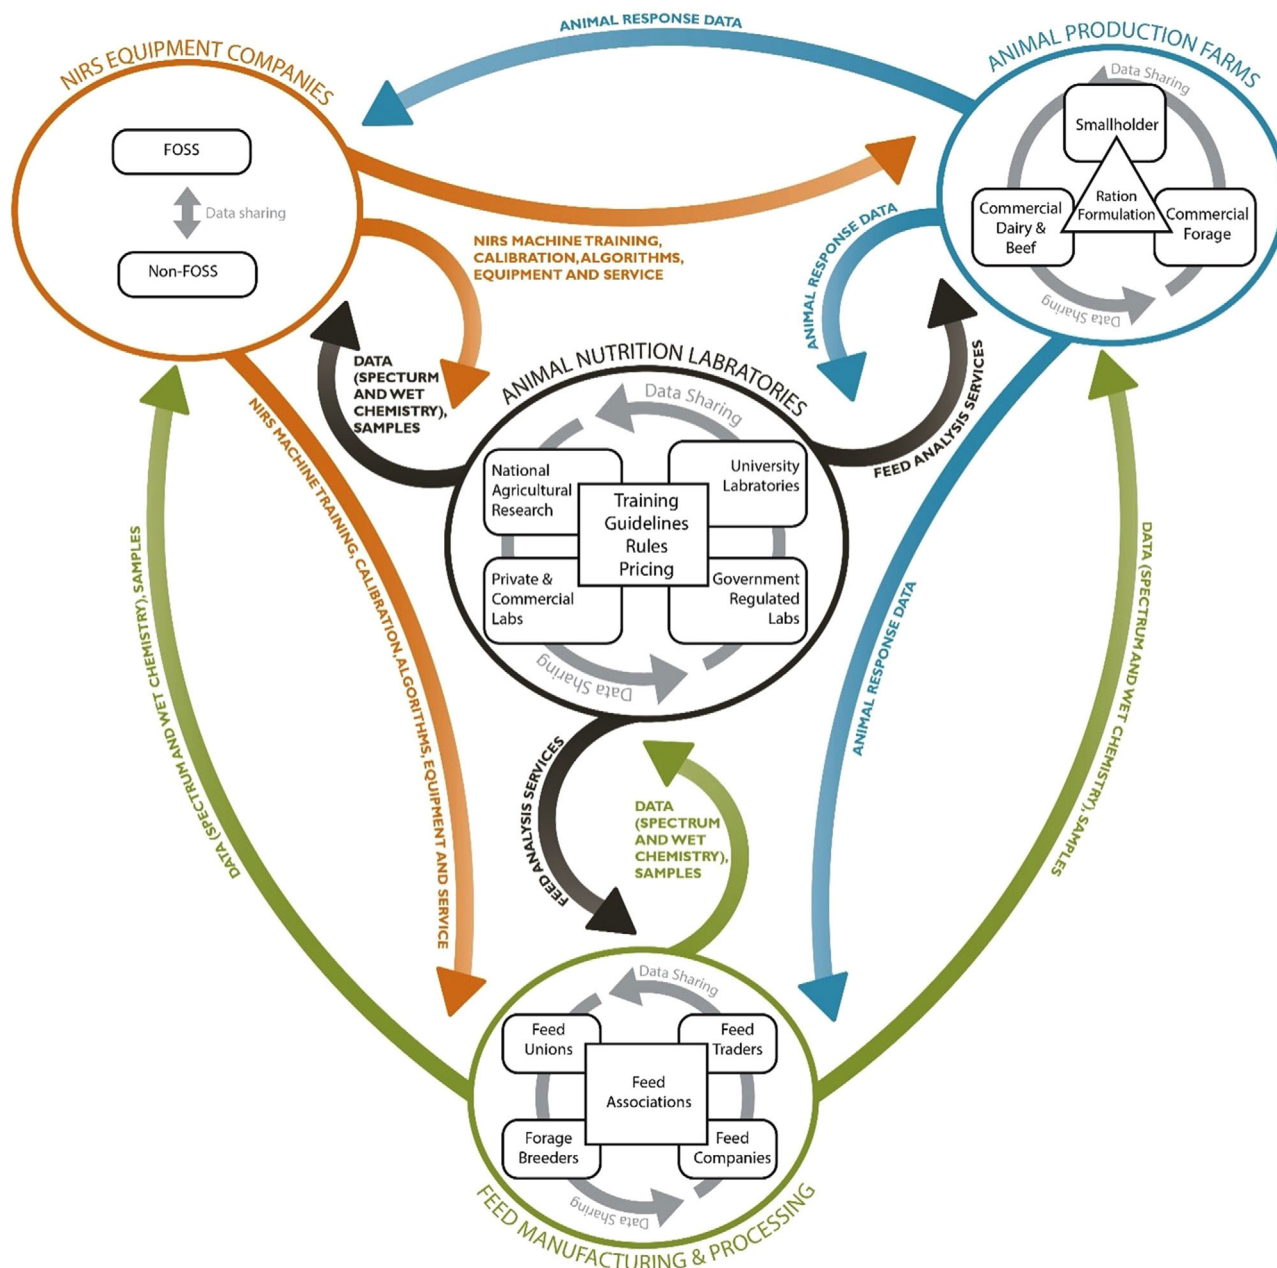 ANIMAL RESPONSE DATA
NIRS EQUIPMENT COMPANIES
FOSS
Data sharing
Non-FOSS
ANIMAL PRODUCTION FARMS
Data Sharing
Smallholder
Ration
Formulation
Commercial
Dairy &
Beef
Commercial
Forage
Data Sharing
NIRS MACHINE TRAINING,
CALIBRATION, ALGORITHMS,
EQUIPMENT AND SERVICE
ANIMAL RESPONSE DATA
DATA
(SPECTURM
AND WET
CHEMISTRY),
SAMPLES
FEED ANALYSIS SERVICES
ANIMAL NUTRITION LABRATORIES
Data Sharing
National
Agricultural
Research
University
Labratories
Training
Guidelines
Rules
Pricing
Private &
Commercial
Labs
Government
Regulated
Labs
Data Sharing
NIRS MACHINE TRAINING, CALIBRATION, ALGORITHMS, EQUIPMENT AND SERVICE
DATA (SPECTRUM AND WET CHEMISTRY), SAMPLES
ANIMAL RESPONSE DATA
DATA (SPECTRUM AND WET CHEMISTRY), SAMPLES
FEED ANALYSIS SERVICES
DATA
(SPECTRUM
AND WET
CHEMISTRY),
SAMPLES
Data Sharing
Feed
Unions
Feed
Traders
Feed
Associations
Forage
Breeders
Feed
Companies
Data Sharing
FEED MANUFACTURING & PROCESSING